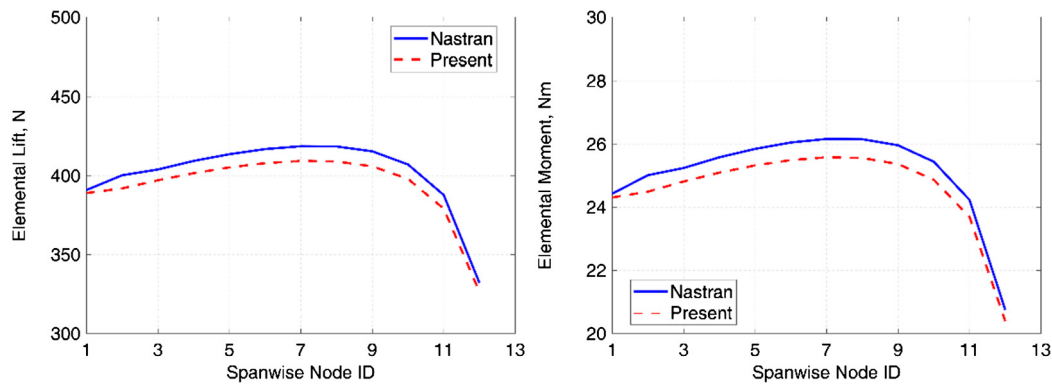 500
450
400
350
300
Elemental Lift, N
Nastran
Present
1 3 5 7 9 11 13
Spanwise Node ID
30
28
26
24
22
20
Elemental Moment, Nm
Nastran
Present
1 3 5 7 9 11 13
Spanwise Node ID